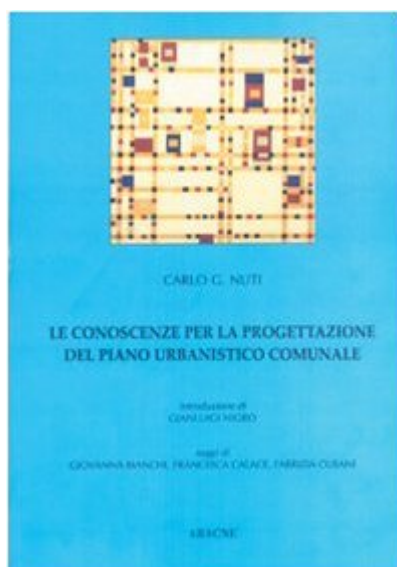 CARLO G. NUTI
LE CONOSCENZE PER LA PROGETTAZIONE
DEL PIANO URBANISTICO COMUNALE
introduzione di
GIANLUIGI NIGRO
saggi di
GIOVANNA BIANCHI, FRANCESCA CALACE, FABRIZIA
ARACNE